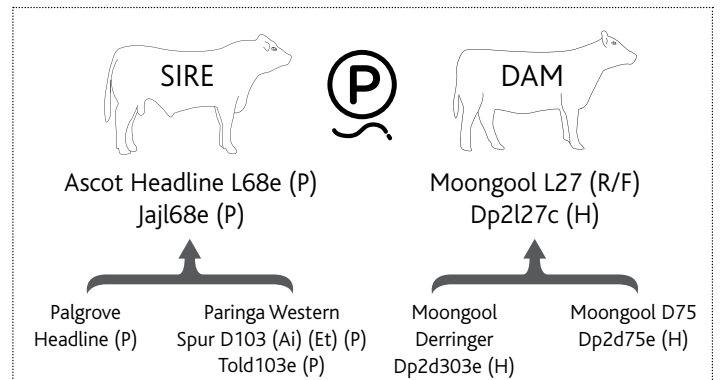 SIRE
P
DAM
Ascot Headline L68e (P)
Jajl68e (P)
Moongool L27 (R/F)
Dp2l27c (H)
Palgrove
Headline (P)
Paringa Western
Spur D103 (Ai) (Et) (P)
Told103e (P)
Moongool
Derringer
Dp2d303e (H)
Moongool D75
Dp2d75e (H)